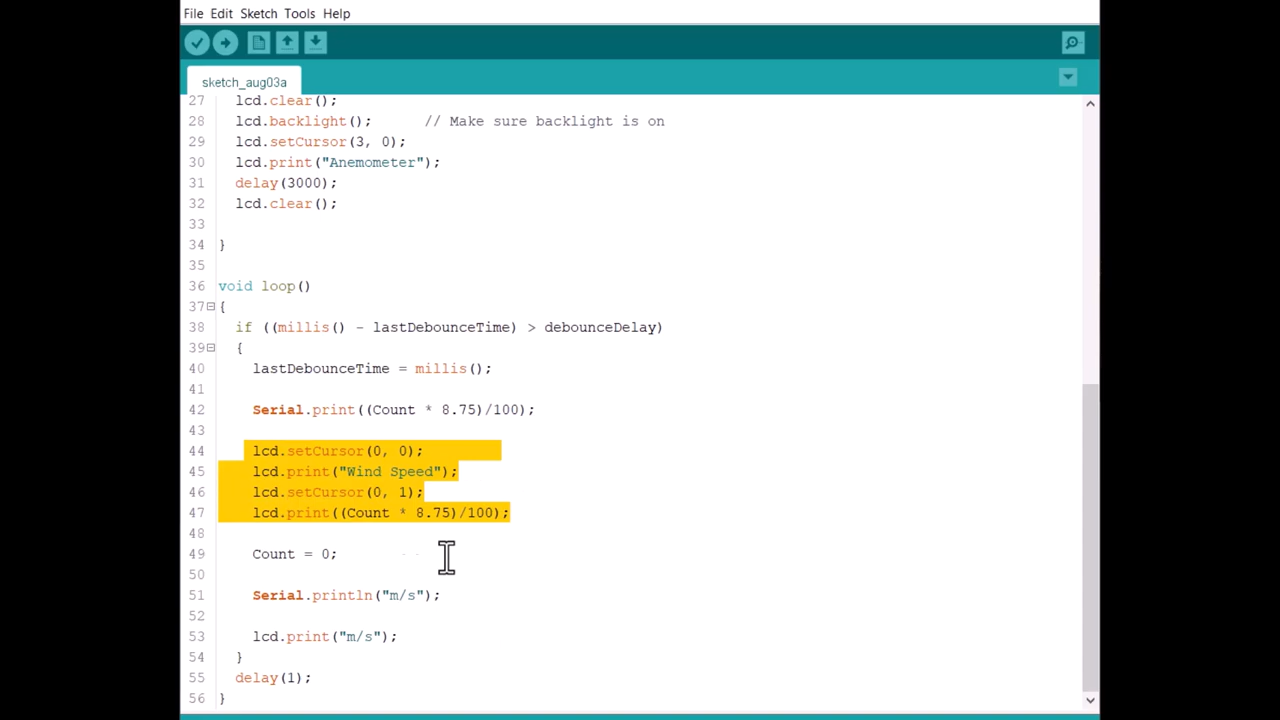 File Edit Sketch Tools Help
sketch_aug03a
27 lcd.clear();
28 lcd.backlight(); // Make sure backlight is on
29 lcd.setCursor(3, 0);
30 lcd.print("Anemometer");
31 delay(3000);
32 lcd.clear();
33
34 }
35
36 void loop()
37 {
38 if ((millis() - lastDebounceTime) > debounceDelay)
39 {
40 lastDebounceTime = millis();
41
42 Serial.print((Count * 8.75)/100);
43
44 lcd.setCursor(0, 0);
45 lcd.print("Wind Speed");
46 lcd.setCursor(0, 1);
47 lcd.print((Count * 8.75)/100);
48
49 Count = 0;
50
51 Serial.println("m/s");
52
53 lcd.print("m/s");
54 }
55 delay(1);
56 }